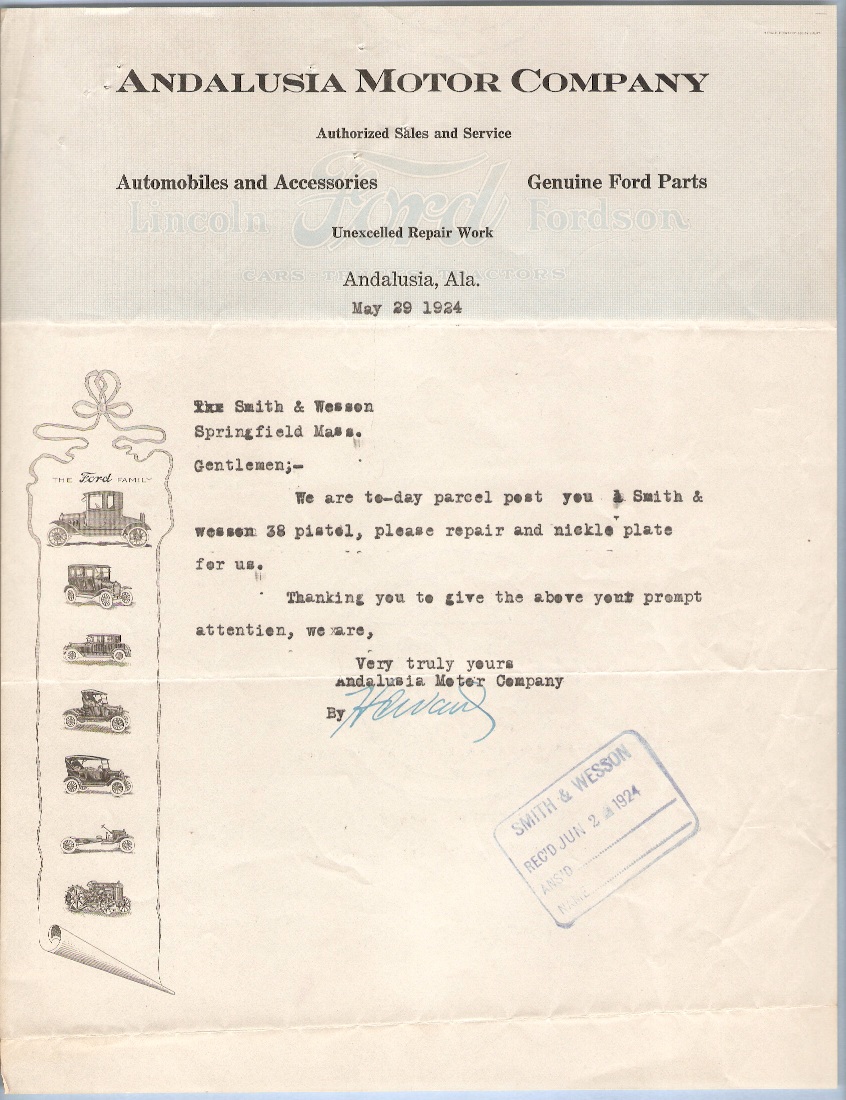 ANDALUSIA MOTOR COMPANY
Authorized Sales and Service
Automobiles and Accessories
Genuine Ford Parts
Lincoln Ford Fordson
Unexcelled Repair Work
CARS TRUCKS TRACTORS
Andalusia, Ala.
May 29 1924
The Smith & Wesson
Springfield Mass.
Gentlemen;-
We are to-day parcel post you A Smith &
wesson 38 pistol, please repair and nickle plate
for us.
Thanking you to give the above your prompt
attention, we are,
Very truly yours
Andalusia Motor Company
By
THE Ford FAMILY
SMITH & WESSON
REC'D JUN 2 1924
ANS'D
NAME